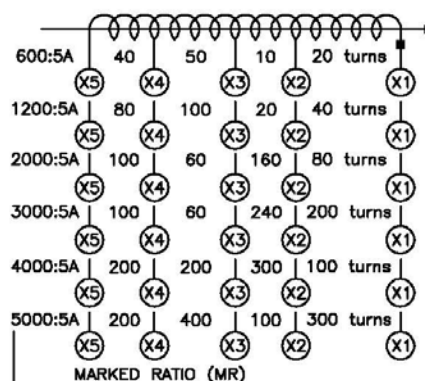 600:5A 40 50 10 20 turns
X5 X4 X3 X2 X1
1200:5A 80 100 20 40 turns
X5 X4 X3 X2 X1
2000:5A 100 60 160 80 turns
X5 X4 X3 X2 X1
3000:5A 100 60 240 200 turns
X5 X4 X3 X2 X1
4000:5A 200 200 300 100 turns
X5 X4 X3 X2 X1
5000:5A 200 400 100 300 turns
X5 X4 X3 X2 X1
MARKED RATIO (MR)